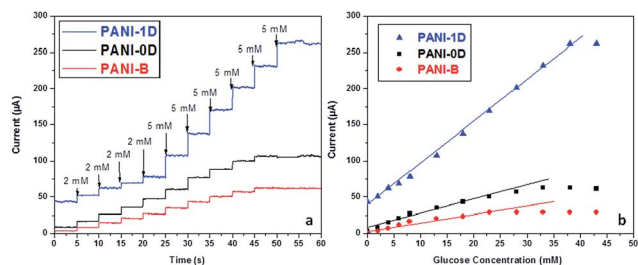 300
250
200
150
100
50
0
Current (µA)
PANI-1D
PANI-0D
PANI-B
2 mM
2 mM
2 mM
2 mM
5 mM
5 mM
5 mM
5 mM
5 mM
5 mM
0 5 10 15 20 25 30 35 40 45 50 55 60
Time (s)
a
300
250
200
150
100
50
0
Current (µA)
PANI-1D
PANI-0D
PANI-B
0 5 10 15 20 25 30 35 40 45 50
Glucose Concentration (mM)
b